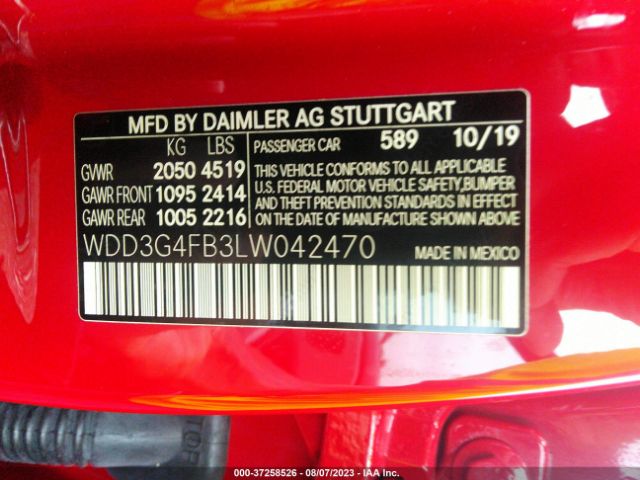 MFD BY DAIMLER AG STUTTGART
KG LBS PASSENGER CAR 589 10/19
GVWR 2050 4519
GAWR FRONT 1095 2414
GAWR REAR 1005 2216
THIS VEHICLE CONFORMS TO ALL APPLICABLE
U.S. FEDERAL MOTOR VEHICLE SAFETY,BUMPER
AND THEFT PREVENTION STANDARDS IN EFFECT
ON THE DATE OF MANUFACTURE SHOWN ABOVE.
WDD3G4FB3LW042470 MADE IN MEXICO
000-37258526 - 08/07/2023 - IAA Inc.